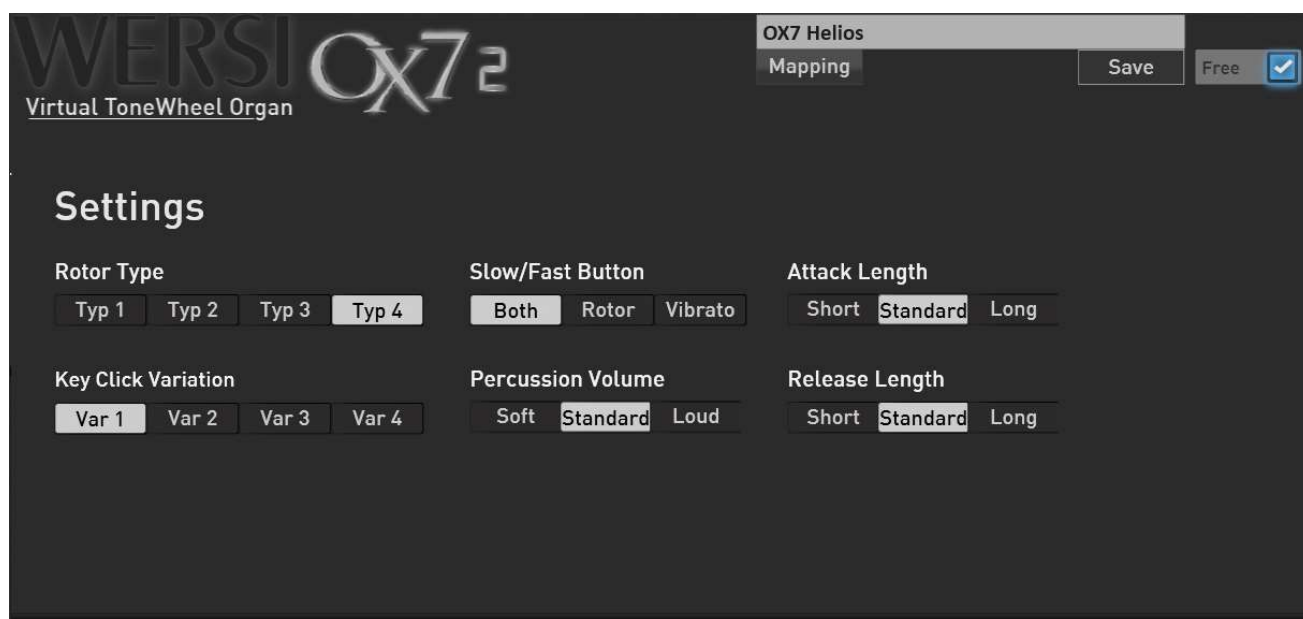 WERSI OX7 2
Virtual ToneWheel Organ
OX7 Helios
Mapping
Save
Free
Settings
Rotor Type
Typ 1 Typ 2 Typ 3 Typ 4
Slow/Fast Button
Both Rotor Vibrato
Attack Length
Short Standard Long
Key Click Variation
Var 1 Var 2 Var 3 Var 4
Percussion Volume
Soft Standard Loud
Release Length
Short Standard Long